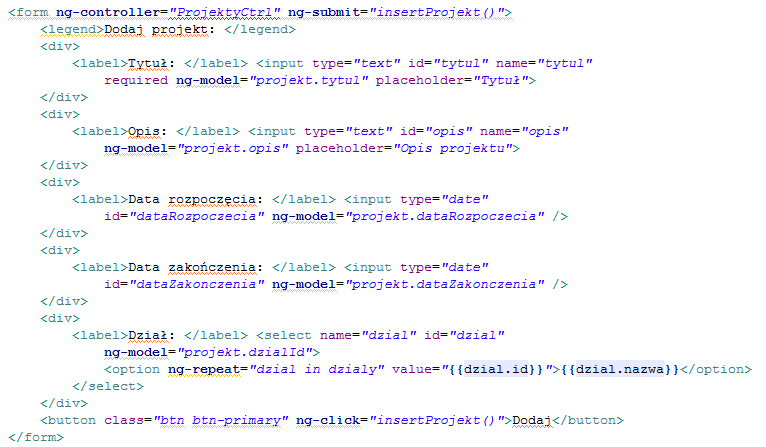 <form ng-controller="ProjektyCtrl" ng-submit="insertProjekt()">
    <legend>Dodaj projekt: </legend>
    <div>
        <label>Tytuł: </label> <input type="text" id="tytul" name="tytul"
            required ng-model="projekt.tytul" placeholder="Tytuł">
    </div>
    <div>
        <label>Opis: </label> <input type="text" id="opis" name="opis"
            ng-model="projekt.opis" placeholder="Opis projektu">
    </div>
    <div>
        <label>Data rozpoczęcia: </label> <input type="date"
            id="dataRozpoczecia" ng-model="projekt.dataRozpoczecia" />
    </div>
    <div>
        <label>Data zakończenia: </label> <input type="date"
            id="dataZakonczenia" ng-model="projekt.dataZakonczenia" />
    </div>
    <div>
        <label>Dział: </label> <select name="dzial" id="dzial"
            ng-model="projekt.dzialId">
            <option ng-repeat="dzial in dzialy" value="{{dzial.id}}">{{dzial.nazwa}}</option>
        </select>
    </div>
    <button class="btn btn-primary" ng-click="insertProjekt()">Dodaj</button>
</form>